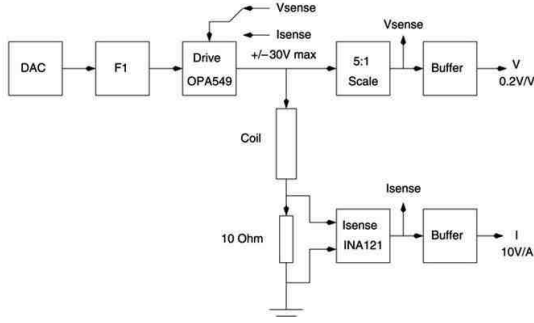 Vsense
Isense
+/−30V max
DAC
F1
Drive
OPA549
5:1
Scale
Vsense
Buffer
V
0.2V/V
Coil
10 Ohm
Isense
INA121
Isense
Buffer
I
10V/A